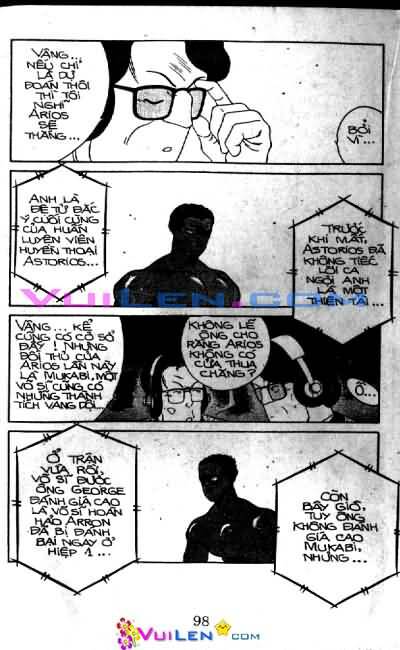 VÂNG...
NẾU CHỈ
LÀ DỰ
ĐOÁN THÔI
THÌ TÔI
NGHĨ
ARIOS
SẼ
THẮNG...
BỞI
VÌ...
ANH LÀ
ĐỆ TỬ ĐẮC
Ý CUỐI CÙNG
CỦA HUẤN
LUYỆN VIÊN
HUYỀN THOẠI
ASTORIOS...
TRƯỚC
KHI MẤT,
ASTORIOS ĐÃ
KHÔNG TIẾC
LỜI CA
NGỢI ANH
LÀ MỘT
THIÊN TÀI...
VUILEN.COM
VÂNG... KỂ
CŨNG CÓ CƠ SỞ
ĐẤY! NHƯNG
ĐỐI THỦ CỦA
ARIOS LẦN NÀY
LÀ MUKABI, MỘT
VÕ SĨ CŨNG CÓ
NHỮNG THÀNH
TÍCH VANG DỘI...
KHÔNG LẼ
ÔNG CHO
RẰNG ARIOS
KHÔNG CÓ
CỬA THUA
CHĂNG?
Ồ...
Ở TRẬN
VỪA RỒI,
VÕ SĨ ĐƯỢC
ÔNG GEORGE
ĐÁNH GIÁ CAO
LÀ VÕ SĨ HOÀN
HẢO ARRON
ĐÃ BỊ ĐÁNH
BẠI NGAY Ở
HIỆP 1...
CÒN
BÂY GIỜ,
TUY ÔNG
KHÔNG ĐÁNH
GIÁ CAO
MUKABI,
NHƯNG...
98
VUILEN COM